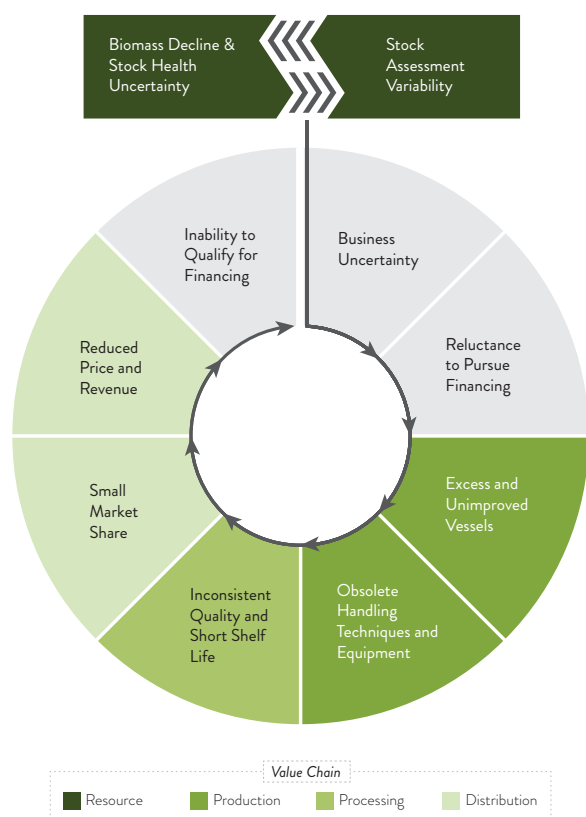 Biomass Decline &
Stock Health
Uncertainty
Stock
Assessment
Variability
Inability to
Qualify for
Financing
Business
Uncertainty
Reluctance
to Pursue
Financing
Excess and
Unimproved
Vessels
Obsolete
Handling
Techniques and
Equipment
Inconsistent
Quality and
Short Shelf
Life
Small
Market
Share
Reduced
Price and
Revenue
Value Chain
Resource
Production
Processing
Distribution